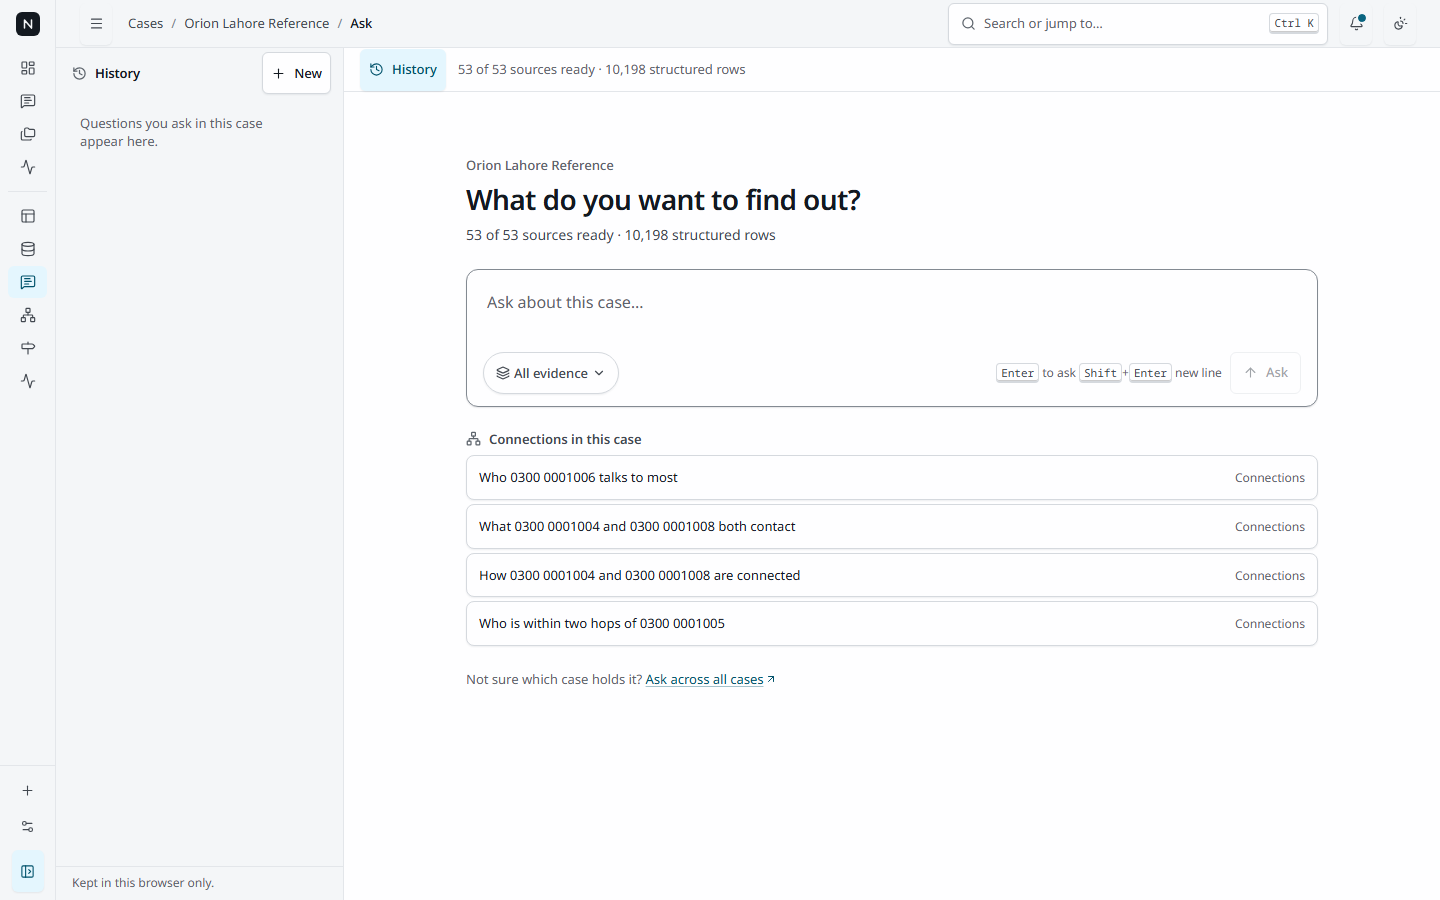 N
Cases / Orion Lahore Reference / Ask
Search or jump to...
Ctrl K
History
New
Questions you ask in this case
appear here.
History
53 of 53 sources ready · 10,198 structured rows
Orion Lahore Reference
What do you want to find out?
53 of 53 sources ready · 10,198 structured rows
Ask about this case...
All evidence
Enter to ask Shift+Enter new line
Ask
Connections in this case
Who 0300 0001006 talks to most
Connections
What 0300 0001004 and 0300 0001008 both contact
Connections
How 0300 0001004 and 0300 0001008 are connected
Connections
Who is within two hops of 0300 0001005
Connections
Not sure which case holds it? Ask across all cases
Kept in this browser only.